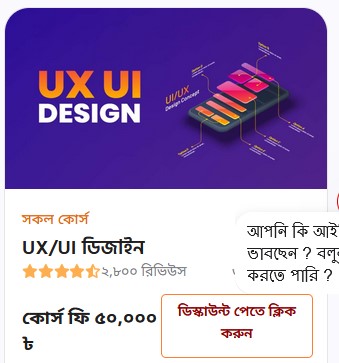 UX UI
DESIGN
UI/UX
Design Concept
সকল কোর্স
UX/UI ডিজাইন
২,৮০০ রিভিউস
আপনি কি আই
ভাবছেন ? বলু
করতে পারি ?
কোর্স ফি ৫০,০০০
৳
ডিস্কাউন্ট পেতে ক্লিক
করুন